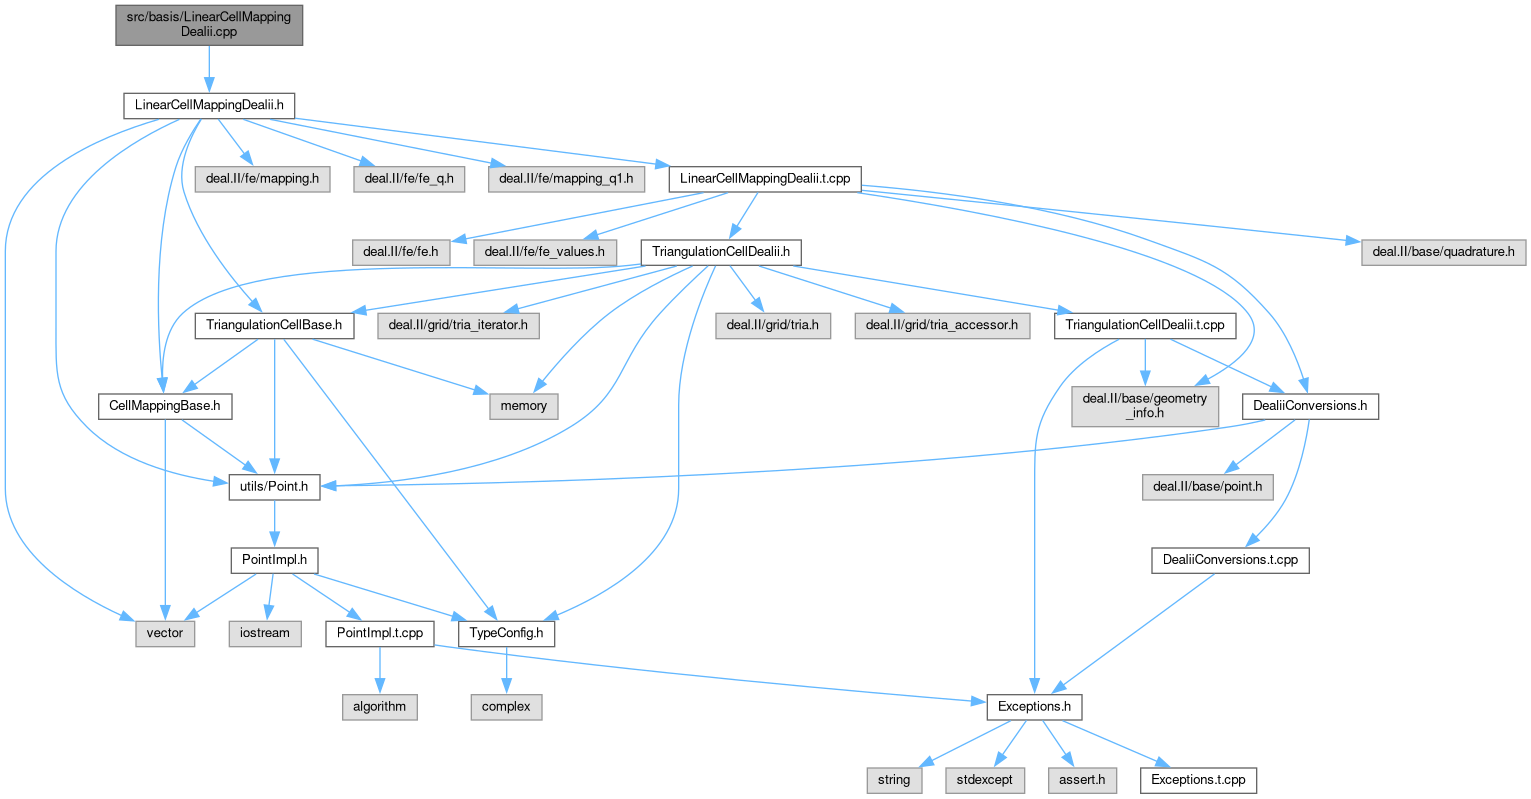 src/basis/LinearCellMapping
Dealii.cpp
LinearCellMappingDealii.h
deal.II/fe/mapping.h
deal.II/fe/fe_q.h
deal.II/fe/mapping_q1.h
LinearCellMappingDealii.t.cpp
deal.II/fe/fe.h
deal.II/fe/fe_values.h
TriangulationCellDealii.h
deal.II/base/quadrature.h
TriangulationCellBase.h
deal.II/grid/tria_iterator.h
deal.II/grid/tria.h
deal.II/grid/tria_accessor.h
TriangulationCellDealii.t.cpp
CellMappingBase.h
memory
deal.II/base/geometry
_info.h
DealiiConversions.h
utils/Point.h
deal.II/base/point.h
PointImpl.h
DealiiConversions.t.cpp
vector
iostream
PointImpl.t.cpp
TypeConfig.h
algorithm
complex
Exceptions.h
string
stdexcept
assert.h
Exceptions.t.cpp